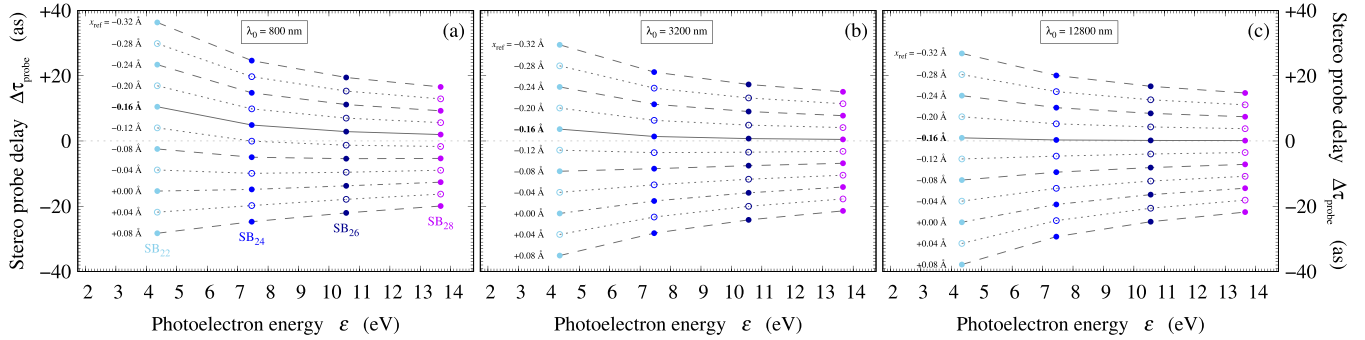 Stereo probe delay Δτprobe (as)
+40
+20
0
−20
−40
xref = −0.32 Å
−0.28 Å
−0.24 Å
−0.20 Å
−0.16 Å
−0.12 Å
−0.08 Å
−0.04 Å
+0.00 Å
+0.04 Å
+0.08 Å
λ0 = 800 nm
(a)
SB22
SB24
SB26
SB28
2 3 4 5 6 7 8 9 10 11 12 13 14
Photoelectron energy ε (eV)
xref = −0.32 Å
−0.28 Å
−0.24 Å
−0.20 Å
−0.16 Å
−0.12 Å
−0.08 Å
−0.04 Å
+0.00 Å
+0.04 Å
+0.08 Å
λ0 = 3200 nm
(b)
2 3 4 5 6 7 8 9 10 11 12 13 14
Photoelectron energy ε (eV)
xref = −0.32 Å
−0.28 Å
−0.24 Å
−0.20 Å
−0.16 Å
−0.12 Å
−0.08 Å
−0.04 Å
+0.00 Å
+0.04 Å
+0.08 Å
λ0 = 12800 nm
(c)
2 3 4 5 6 7 8 9 10 11 12 13 14
Photoelectron energy ε (eV)
+40
+20
0
−20
−40
Stereo probe delay Δτprobe (as)